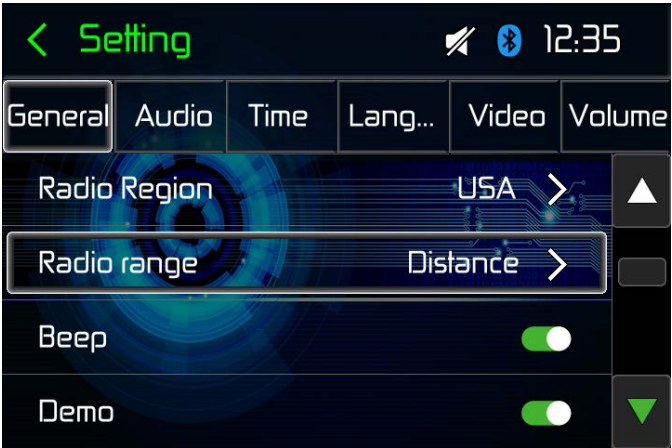 Setting 12:35
General Audio Time Lang... Video Volume
Radio Region USA
Radio range Distance
Beep
Demo